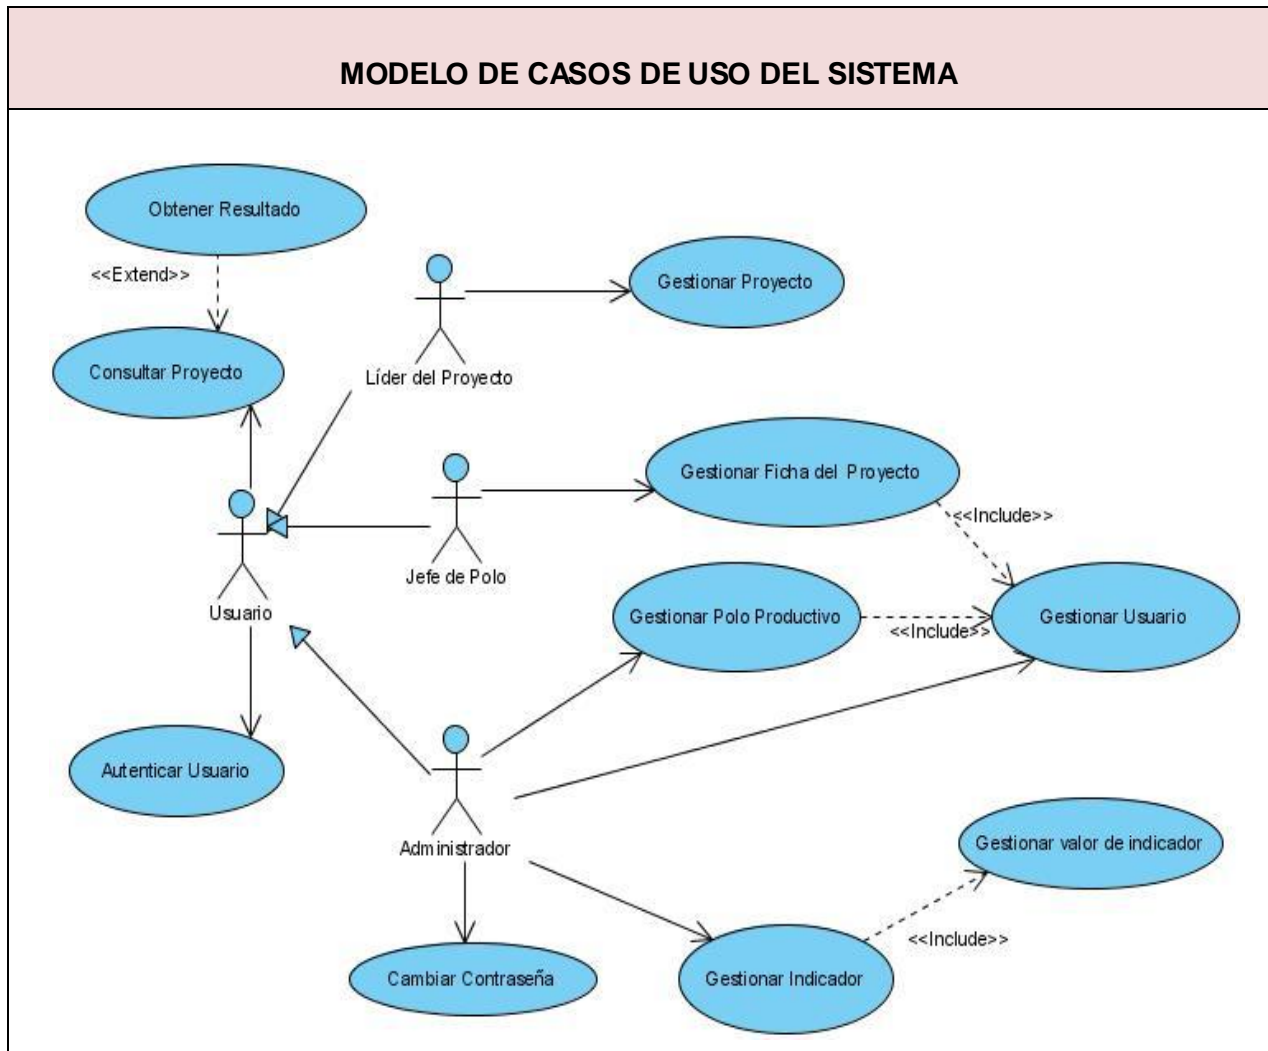 MODELO DE CASOS DE USO DEL SISTEMA
Obtener Resultado
<<Extend>>
Gestionar Proyecto
Consultar Proyecto
Líder del Proyecto
Gestionar Ficha del Proyecto
<<Include>>
Jefe de Polo
Usuario
Gestionar Polo Productivo
<<Include>>
Gestionar Usuario
Autenticar Usuario
Administrador
Gestionar valor de indicador
<<Include>>
Cambiar Contraseña
Gestionar Indicador